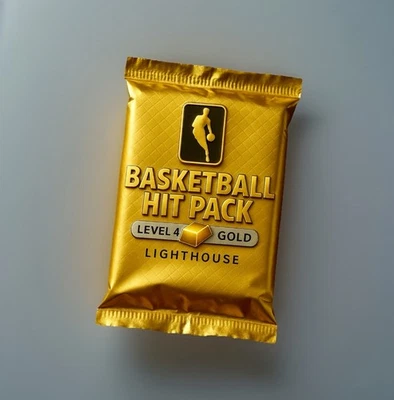 BASKETBALL
HIT PACK
LEVEL 4 GOLD
LIGHTHOUSE